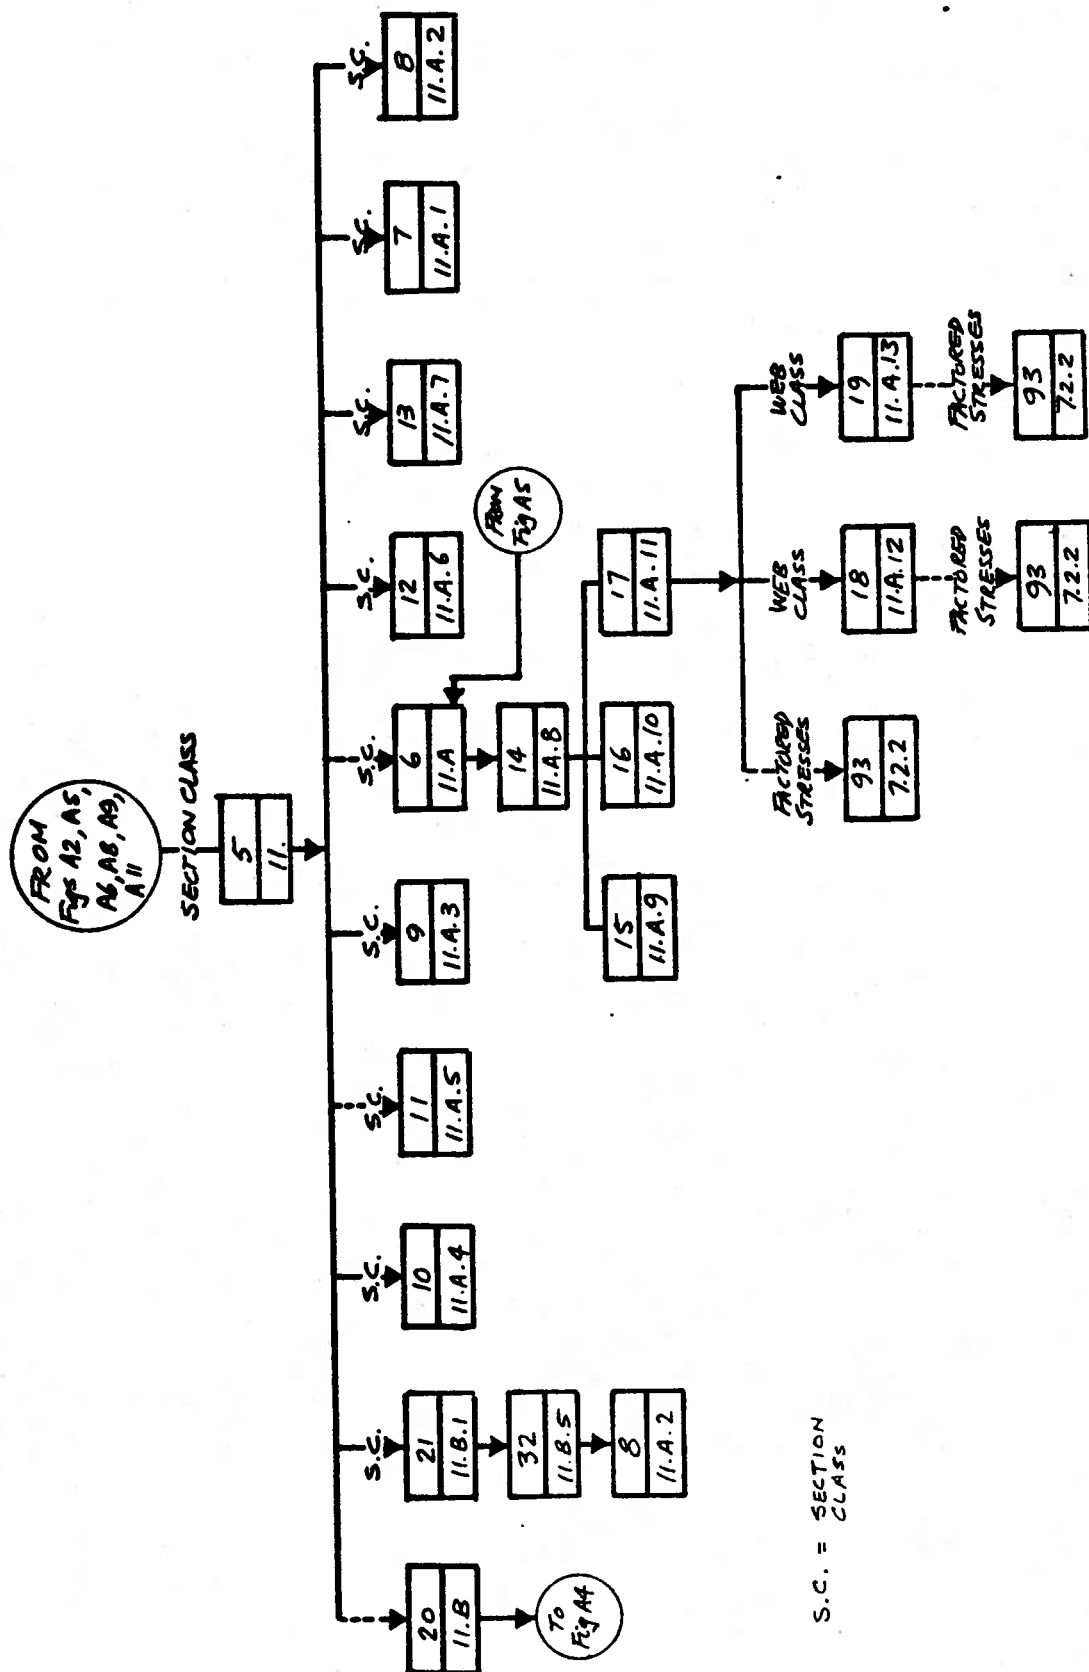 FROM
Figs A2, A5,
A6, A8, A9,
A11
SECTION CLASS
5
11.
S.C.
S.C.
S.C.
S.C.
S.C.
S.C.
S.C.
S.C.
S.C.
20
11.B
21
11.B.1
10
11.A.4
11
11.A.5
9
11.A.3
6
11.A
12
11.A.6
13
11.A.7
7
11.A.1
8
11.A.2
FROM
Fig A5
TO
Fig A4
32
11.B.5
14
11.A.8
8
11.A.2
15
11.A.9
16
11.A.10
17
11.A.11
FACTORED
STRESSES
WEB
CLASS
WEB
CLASS
93
7.2.2
18
11.A.12
19
11.A.13
FACTORED
STRESSES
FACTORED
STRESSES
93
7.2.2
93
7.2.2
S.C. = SECTION
CLASS